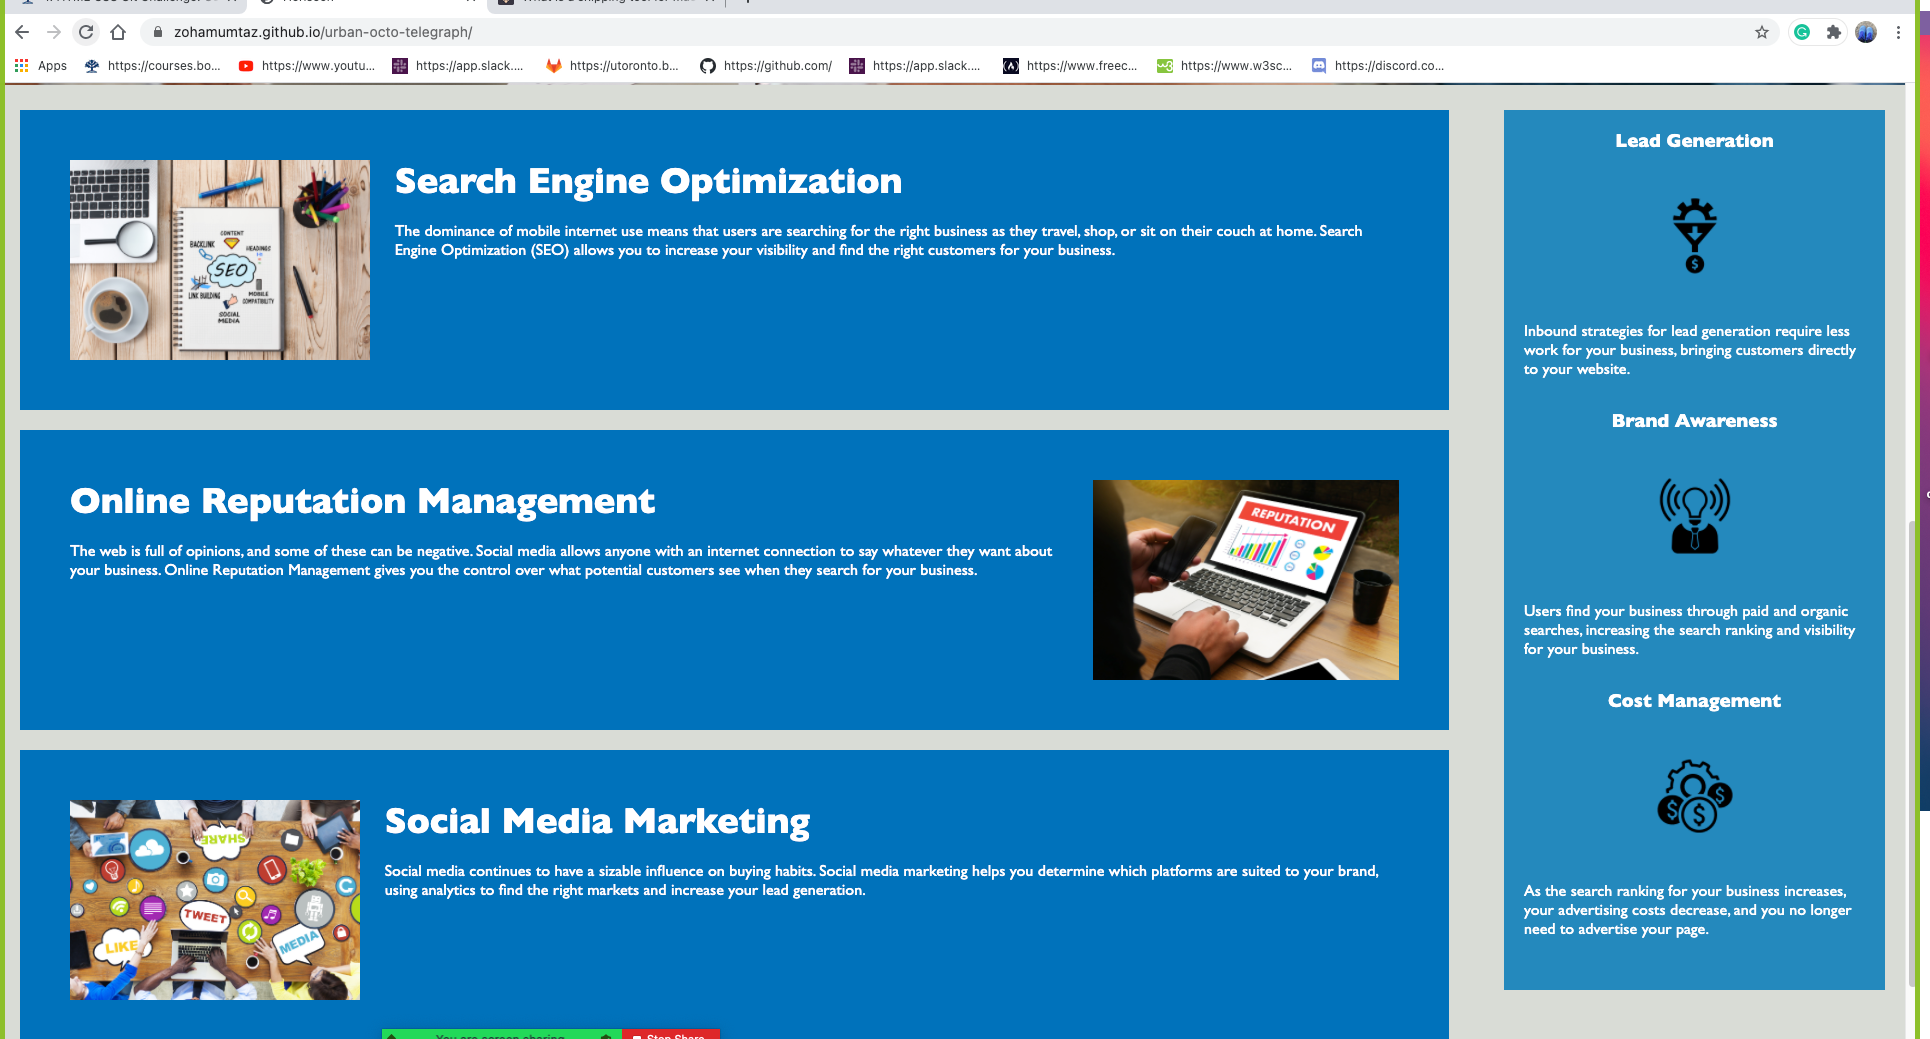 zohamumtaz.github.io/urban-octo-telegraph/
Apps
https://courses.bo...
https://www.youtu...
https://app.slack....
https://utoronto.b...
https://github.com/
https://app.slack....
https://www.freec...
https://www.w3sc...
https://discord.co...
Search Engine Optimization
The dominance of mobile internet use means that users are searching for the right business as they travel, shop, or sit on their couch at home. Search
Engine Optimization (SEO) allows you to increase your visibility and find the right customers for your business.
CONTENT
BACKLINK
HEADINGS
SEO
LINK BUILDING
MOBILE
COMPATIBILITY
SOCIAL
MEDIA
Online Reputation Management
The web is full of opinions, and some of these can be negative. Social media allows anyone with an internet connection to say whatever they want about
your business. Online Reputation Management gives you the control over what potential customers see when they search for your business.
REPUTATION
Social Media Marketing
Social media continues to have a sizable influence on buying habits. Social media marketing helps you determine which platforms are suited to your brand,
using analytics to find the right markets and increase your lead generation.
SHARE
TWEET
LIKE
MEDIA
You are screen sharing
Stop Share
Lead Generation
Inbound strategies for lead generation require less
work for your business, bringing customers directly
to your website.
Brand Awareness
Users find your business through paid and organic
searches, increasing the search ranking and visibility
for your business.
Cost Management
As the search ranking for your business increases,
your advertising costs decrease, and you no longer
need to advertise your page.